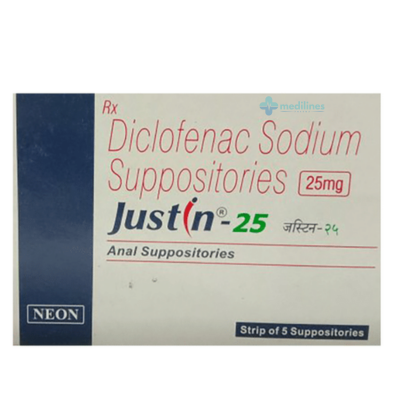 medilines
Rx
Diclofenac Sodium
Suppositories 25mg
Justin®-25 जस्टिन-२५
Anal Suppositories
NEON
Strip of 5 Suppositories